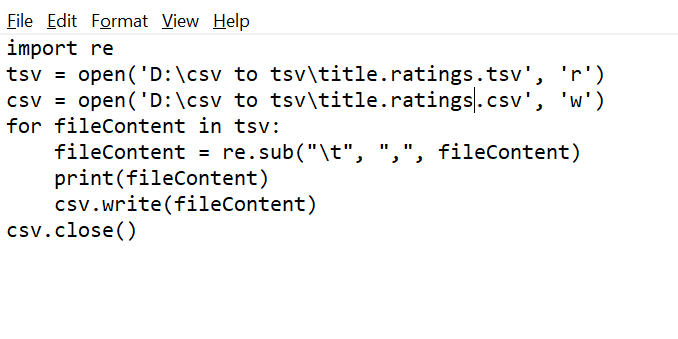 File Edit Format View Help
import re
tsv = open('D:\csv to tsv\title.ratings.tsv', 'r')
csv = open('D:\csv to tsv\title.ratings.csv', 'w')
for fileContent in tsv:
    fileContent = re.sub("\t", ",", fileContent)
    print(fileContent)
    csv.write(fileContent)
csv.close()